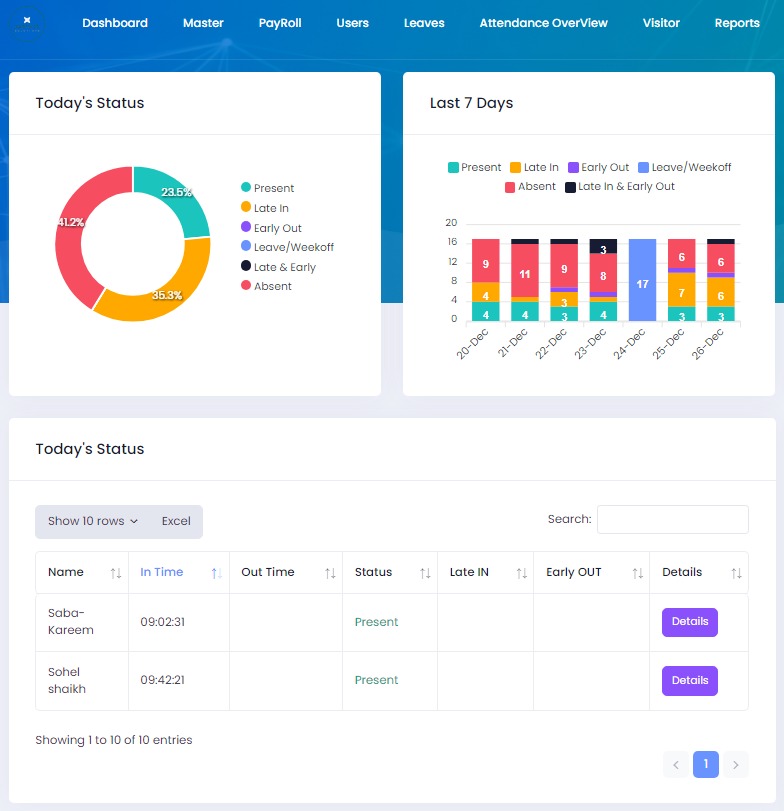 Dashboard Master PayRoll Users Leaves Attendance OverView Visitor Reports
Today's Status
23.5%
41.2%
35.3%
Present
Late In
Early Out
Leave/Weekoff
Late & Early
Absent
Last 7 Days
Present Late In Early Out Leave/Weekoff
Absent Late In & Early Out
20
16
12
8
4
0
9 4 4
11 4
9 3 3
3 8 4
17
6 7 3
6 6 3
20-Dec 21-Dec 22-Dec 23-Dec 24-Dec 25-Dec 26-Dec
Today's Status
Show 10 rows Excel Search:
Name In Time Out Time Status Late IN Early OUT Details
Saba-
Kareem
09:02:31 Present Details
Sohel
shaikh
09:42:21 Present Details
Showing 1 to 10 of 10 entries
1